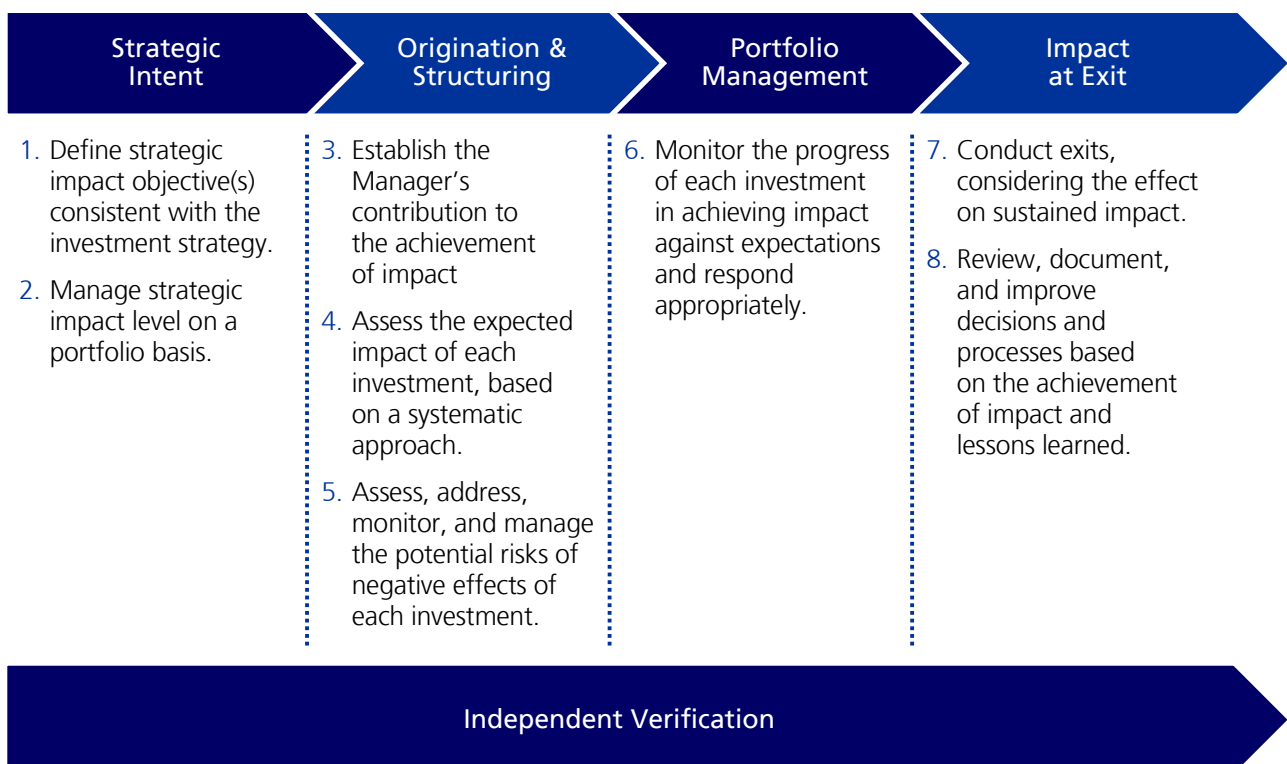 Strategic
Intent
Origination &
Structuring
Portfolio
Management
Impact
at Exit
1. Define strategic
impact objective(s)
consistent with the
investment strategy.
2. Manage strategic
impact level on a
portfolio basis.
3. Establish the
Manager’s
contribution to
the achievement
of impact
4. Assess the expected
impact of each
investment, based
on a systematic
approach.
5. Assess, address,
monitor, and manage
the potential risks of
negative effects of
each investment.
6. Monitor the progress
of each investment
in achieving impact
against expectations
and respond
appropriately.
7. Conduct exits,
considering the effect
on sustained impact.
8. Review, document,
and improve
decisions and
processes based
on the achievement
of impact and
lessons learned.
Independent Verification